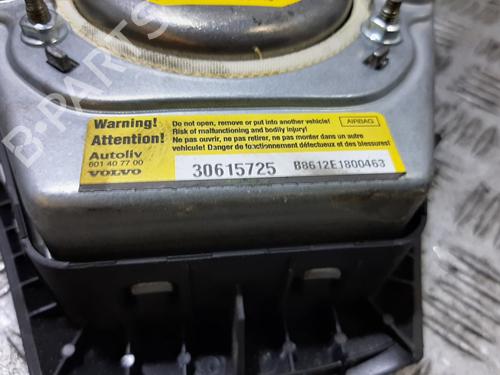 Warning!
Attention!
Autoliv
601 40 77 00
VOLVO
Do not open, remove or put into another vehicle!
Risk of malfunctioning and bodily injury!
Ne pas ouvrir, ne pas retirer, ne pas monter dans un autre
vehicule! Danger de fonctionnement défectueux et des blessures!
AIRBAG
30615725
B8612E1800463
B-PARTS